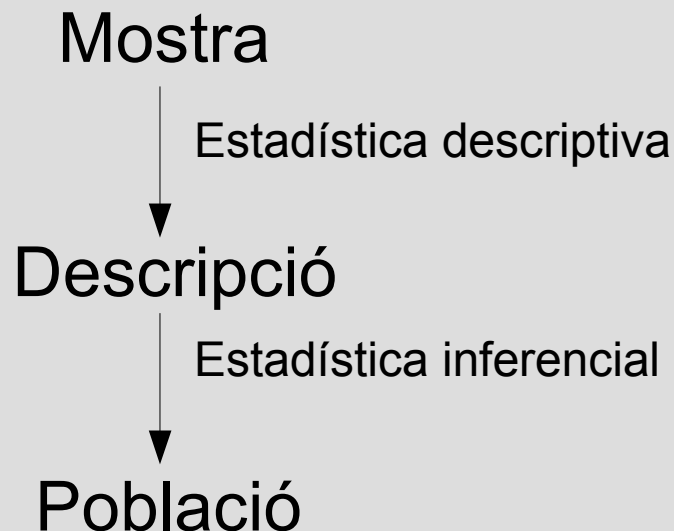 Mostra
Estadística descriptiva
Descripció
Estadística inferencial
Població